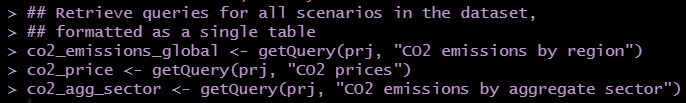 > ## Retrieve queries for all scenarios in the dataset,
> ## formatted as a single table
> co2_emissions_global <- getQuery(prj, "CO2 emissions by region")
> co2_price <- getQuery(prj, "CO2 prices")
> co2_agg_sector <- getQuery(prj, "CO2 emissions by aggregate sector")